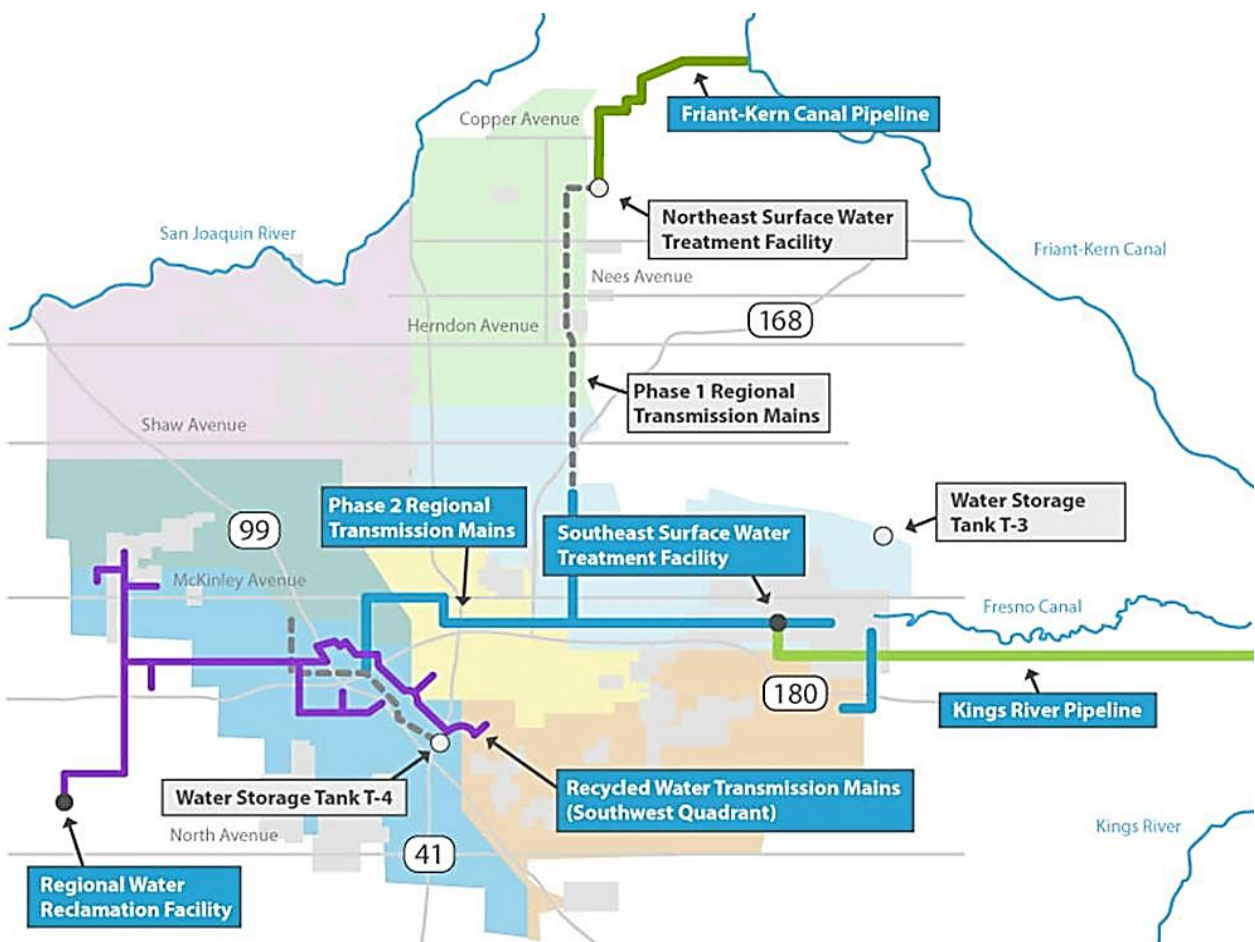 Copper Avenue
Friant-Kern Canal Pipeline
Northeast Surface Water
Treatment Facility
San Joaquin River
Friant-Kern Canal
Nees Avenue
Herndon Avenue
168
Phase 1 Regional
Transmission Mains
Shaw Avenue
99
Phase 2 Regional
Transmission Mains
Southeast Surface Water
Treatment Facility
Water Storage
Tank T-3
McKinley Avenue
Fresno Canal
180
Kings River Pipeline
Water Storage Tank T-4
Recycled Water Transmission Mains
(Southwest Quadrant)
North Avenue
41
Kings River
Regional Water
Reclamation Facility